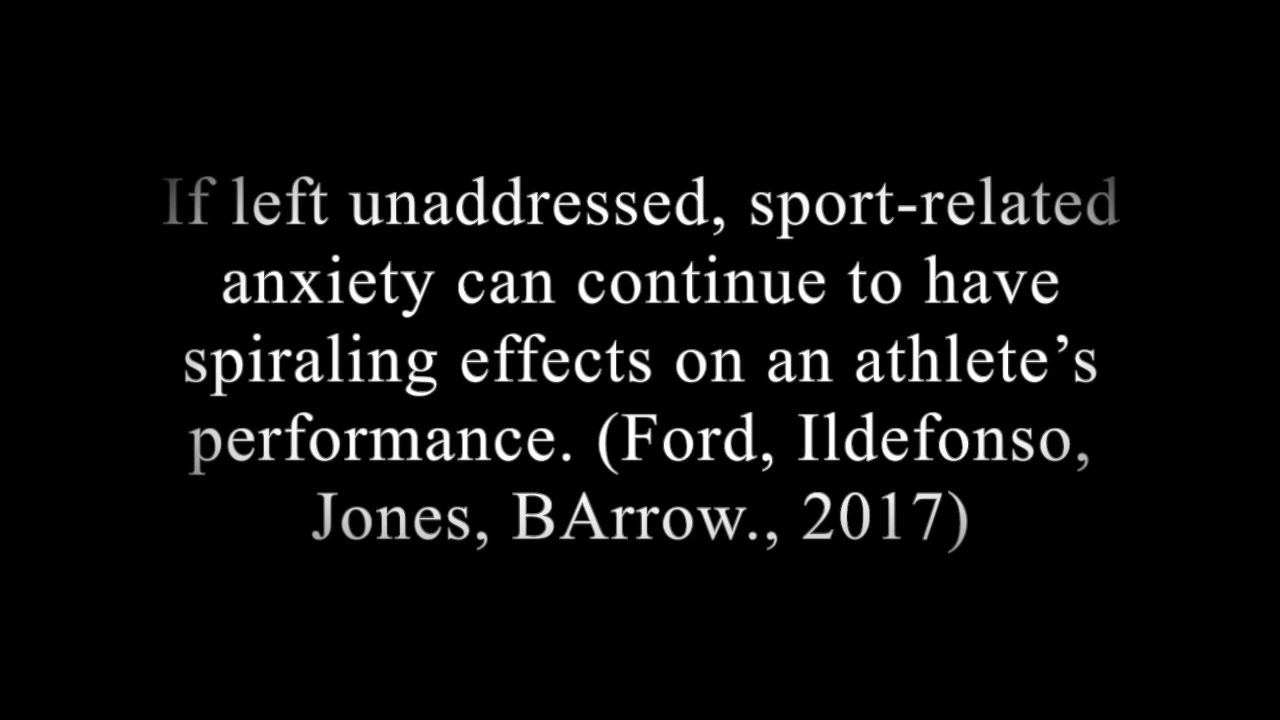 If left unaddressed, sport-related
anxiety can continue to have
spiraling effects on an athlete’s
performance. (Ford, Ildefonso,
Jones, BArrow., 2017)